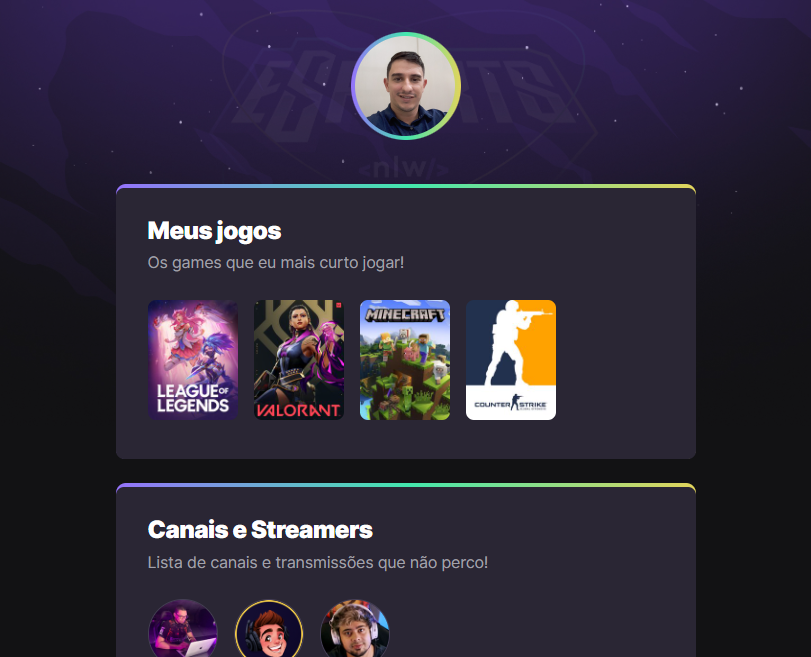 ESPORTS
<nlw/>
Meus jogos
Os games que eu mais curto jogar!
LEAGUE OF
LEGENDS
VALORANT
MINECRAFT
COUNTER STRIKE
Canais e Streamers
Lista de canais e transmissões que não perco!